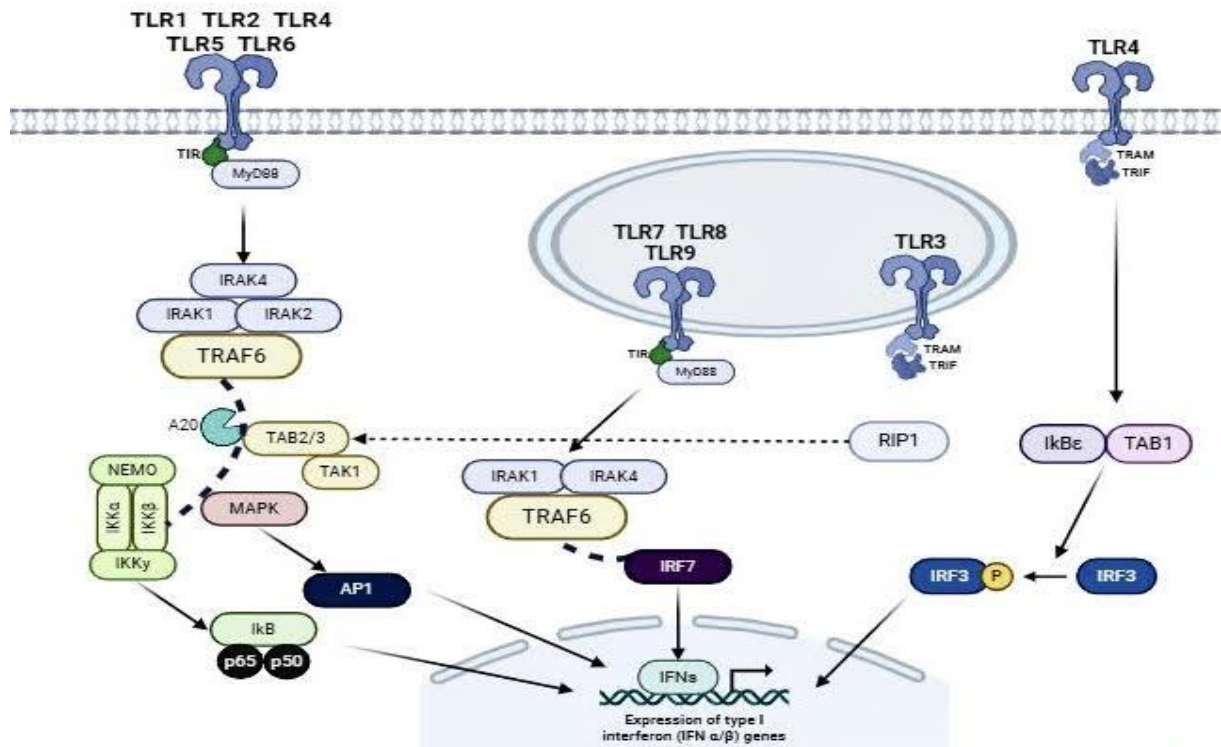 TLR1 TLR2 TLR4
TLR5 TLR6
TLR4
TIR
MyD88
TRAM
TRIF
TLR7 TLR8
TLR9
TLR3
IRAK4
IRAK1
IRAK2
TRAF6
TIR
MyD88
TRAM
TRIF
A20
TAB2/3
TAK1
RIP1
IkBε
TAB1
NEMO
IKKα
IKKβ
IKKy
MAPK
IRAK1
IRAK4
TRAF6
AP1
IRF7
IRF3
P
IRF3
IkB
p65
p50
IFNs
Expression of type I
interferon (IFN α/β) genes